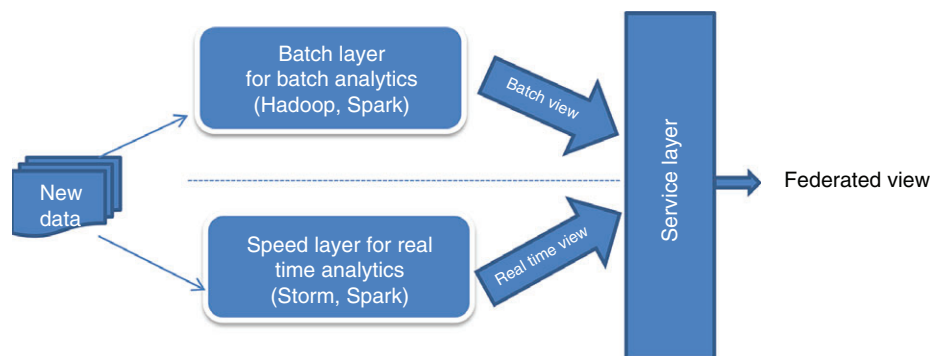 New
data
Batch layer
for batch analytics
(Hadoop, Spark)
Batch view
Speed layer for real
time analytics
(Storm, Spark)
Real time view
Service layer
Federated view